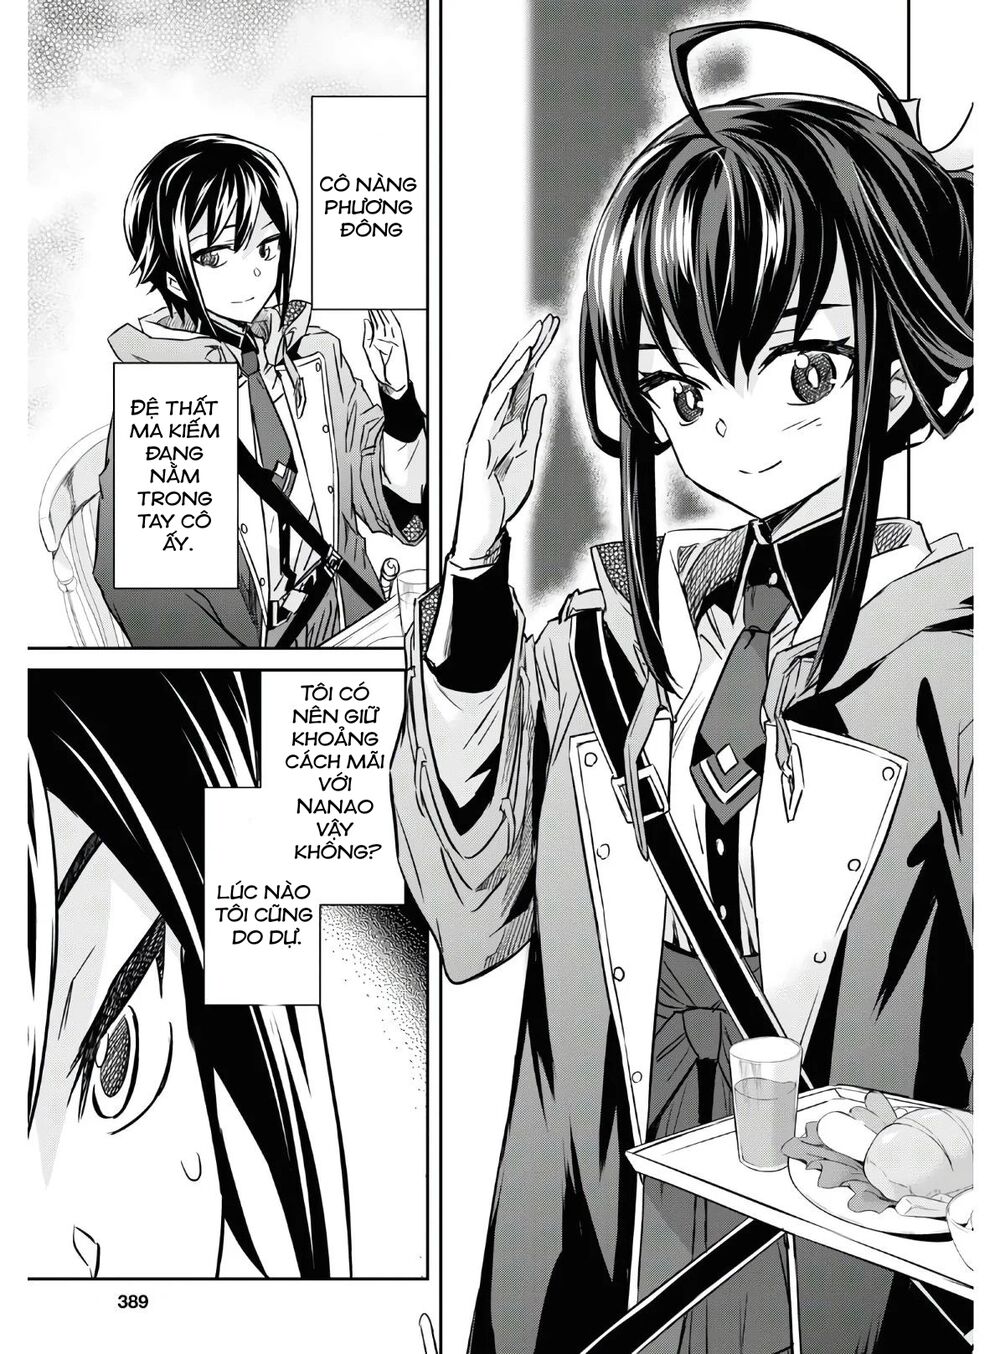 CÔ NÀNG
PHƯƠNG
ĐÔNG
ĐỆ THẤT
MA KIẾM
ĐANG
NẰM
TRONG
TAY CÔ
ẤY.
TÔI CÓ
NÊN GIỮ
KHOẢNG
CÁCH MÃI
VỚI
NANAO
VẬY
KHÔNG?
LÚC NÀO
TÔI CŨNG
DO DỰ.
389